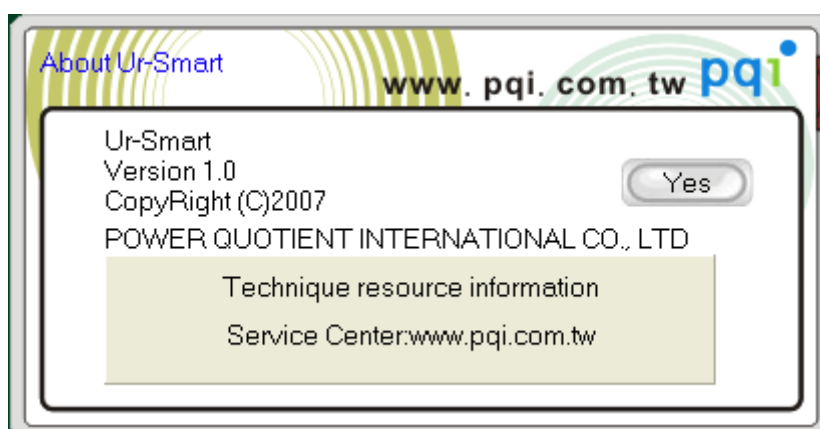 About Ur-Smart
www. pqi. com. tw pqi
Ur-Smart
Version 1.0
Yes
CopyRight (C)2007
POWER QUOTIENT INTERNATIONAL CO., LTD
Technique resource information
Service Center:www.pqi.com.tw